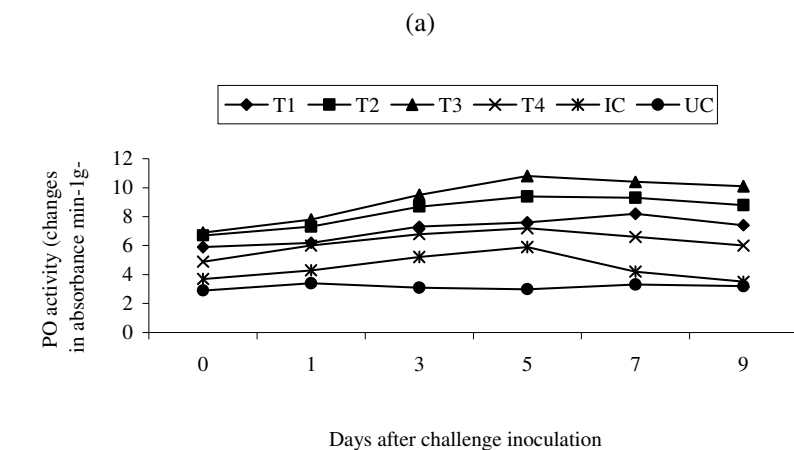 (a)
T1 T2 T3 T4 IC UC
PO activity (changes
in absorbance min-1g-
12
10
8
6
4
2
0
0 1 3 5 7 9
Days after challenge inoculation